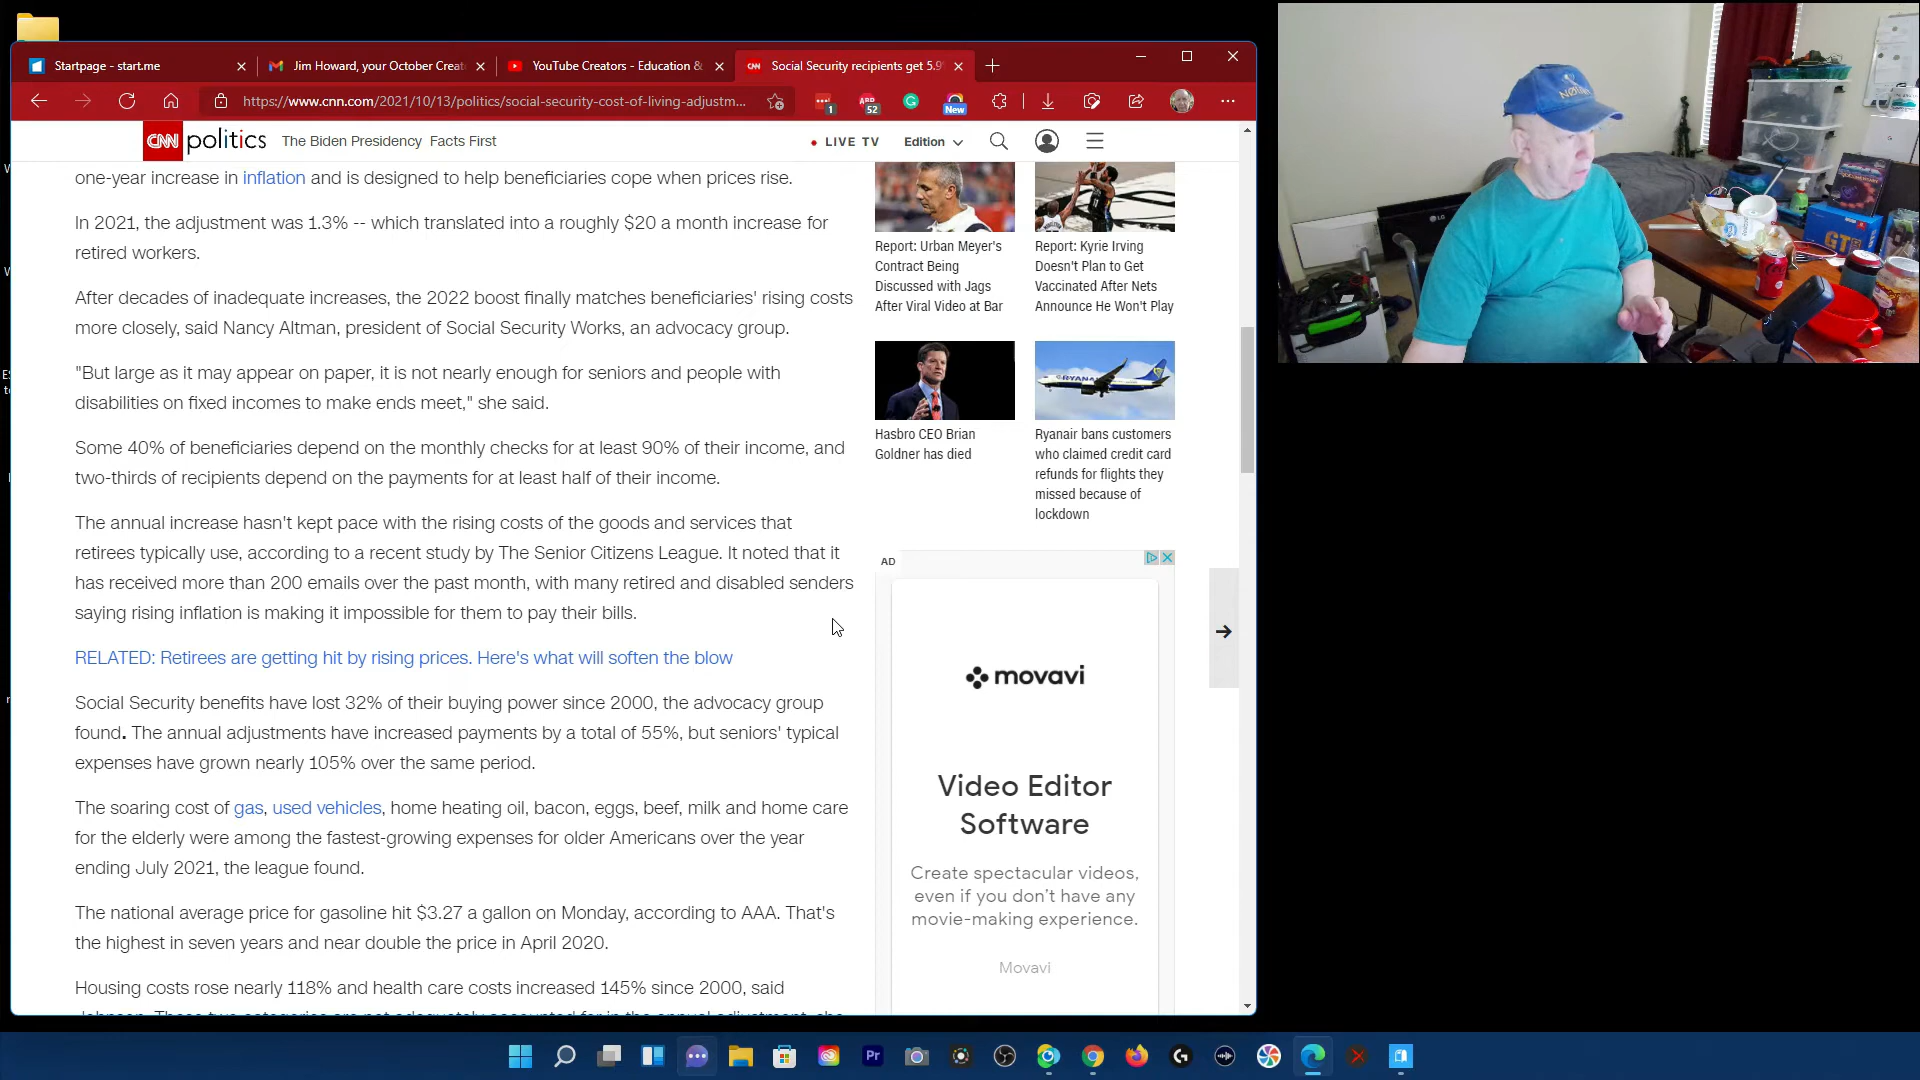 Startpage - start.me
Jim Howard, your October Creat
YouTube Creators - Education &
Social Security recipients get 5.9
https://www.cnn.com/2021/10/13/politics/social-security-cost-of-living-adjustm...
1
ABP
52
New
CNN politics
The Biden Presidency
Facts First
LIVE TV
Edition
one-year increase in inflation and is designed to help beneficiaries cope when prices rise.
In 2021, the adjustment was 1.3% -- which translated into a roughly $20 a month increase for
retired workers.
After decades of inadequate increases, the 2022 boost finally matches beneficiaries' rising costs
more closely, said Nancy Altman, president of Social Security Works, an advocacy group.
"But large as it may appear on paper, it is not nearly enough for seniors and people with
disabilities on fixed incomes to make ends meet," she said.
Some 40% of beneficiaries depend on the monthly checks for at least 90% of their income, and
two-thirds of recipients depend on the payments for at least half of their income.
The annual increase hasn't kept pace with the rising costs of the goods and services that
retirees typically use, according to a recent study by The Senior Citizens League. It noted that it
has received more than 200 emails over the past month, with many retired and disabled senders
saying rising inflation is making it impossible for them to pay their bills.
RELATED: Retirees are getting hit by rising prices. Here's what will soften the blow
Social Security benefits have lost 32% of their buying power since 2000, the advocacy group
found. The annual adjustments have increased payments by a total of 55%, but seniors' typical
expenses have grown nearly 105% over the same period.
The soaring cost of gas, used vehicles, home heating oil, bacon, eggs, beef, milk and home care
for the elderly were among the fastest-growing expenses for older Americans over the year
ending July 2021, the league found.
The national average price for gasoline hit $3.27 a gallon on Monday, according to AAA. That's
the highest in seven years and near double the price in April 2020.
Housing costs rose nearly 118% and health care costs increased 145% since 2000, said
Report: Urban Meyer's
Contract Being
Discussed with Jags
After Viral Video at Bar
Report: Kyrie Irving
Doesn't Plan to Get
Vaccinated After Nets
Announce He Won't Play
Hasbro CEO Brian
Goldner has died
RYANAIR
Ryanair bans customers
who claimed credit card
refunds for flights they
missed because of
lockdown
AD
movavi
Video Editor
Software
Create spectacular videos,
even if you don't have any
movie-making experience.
Movavi
LG
Pr